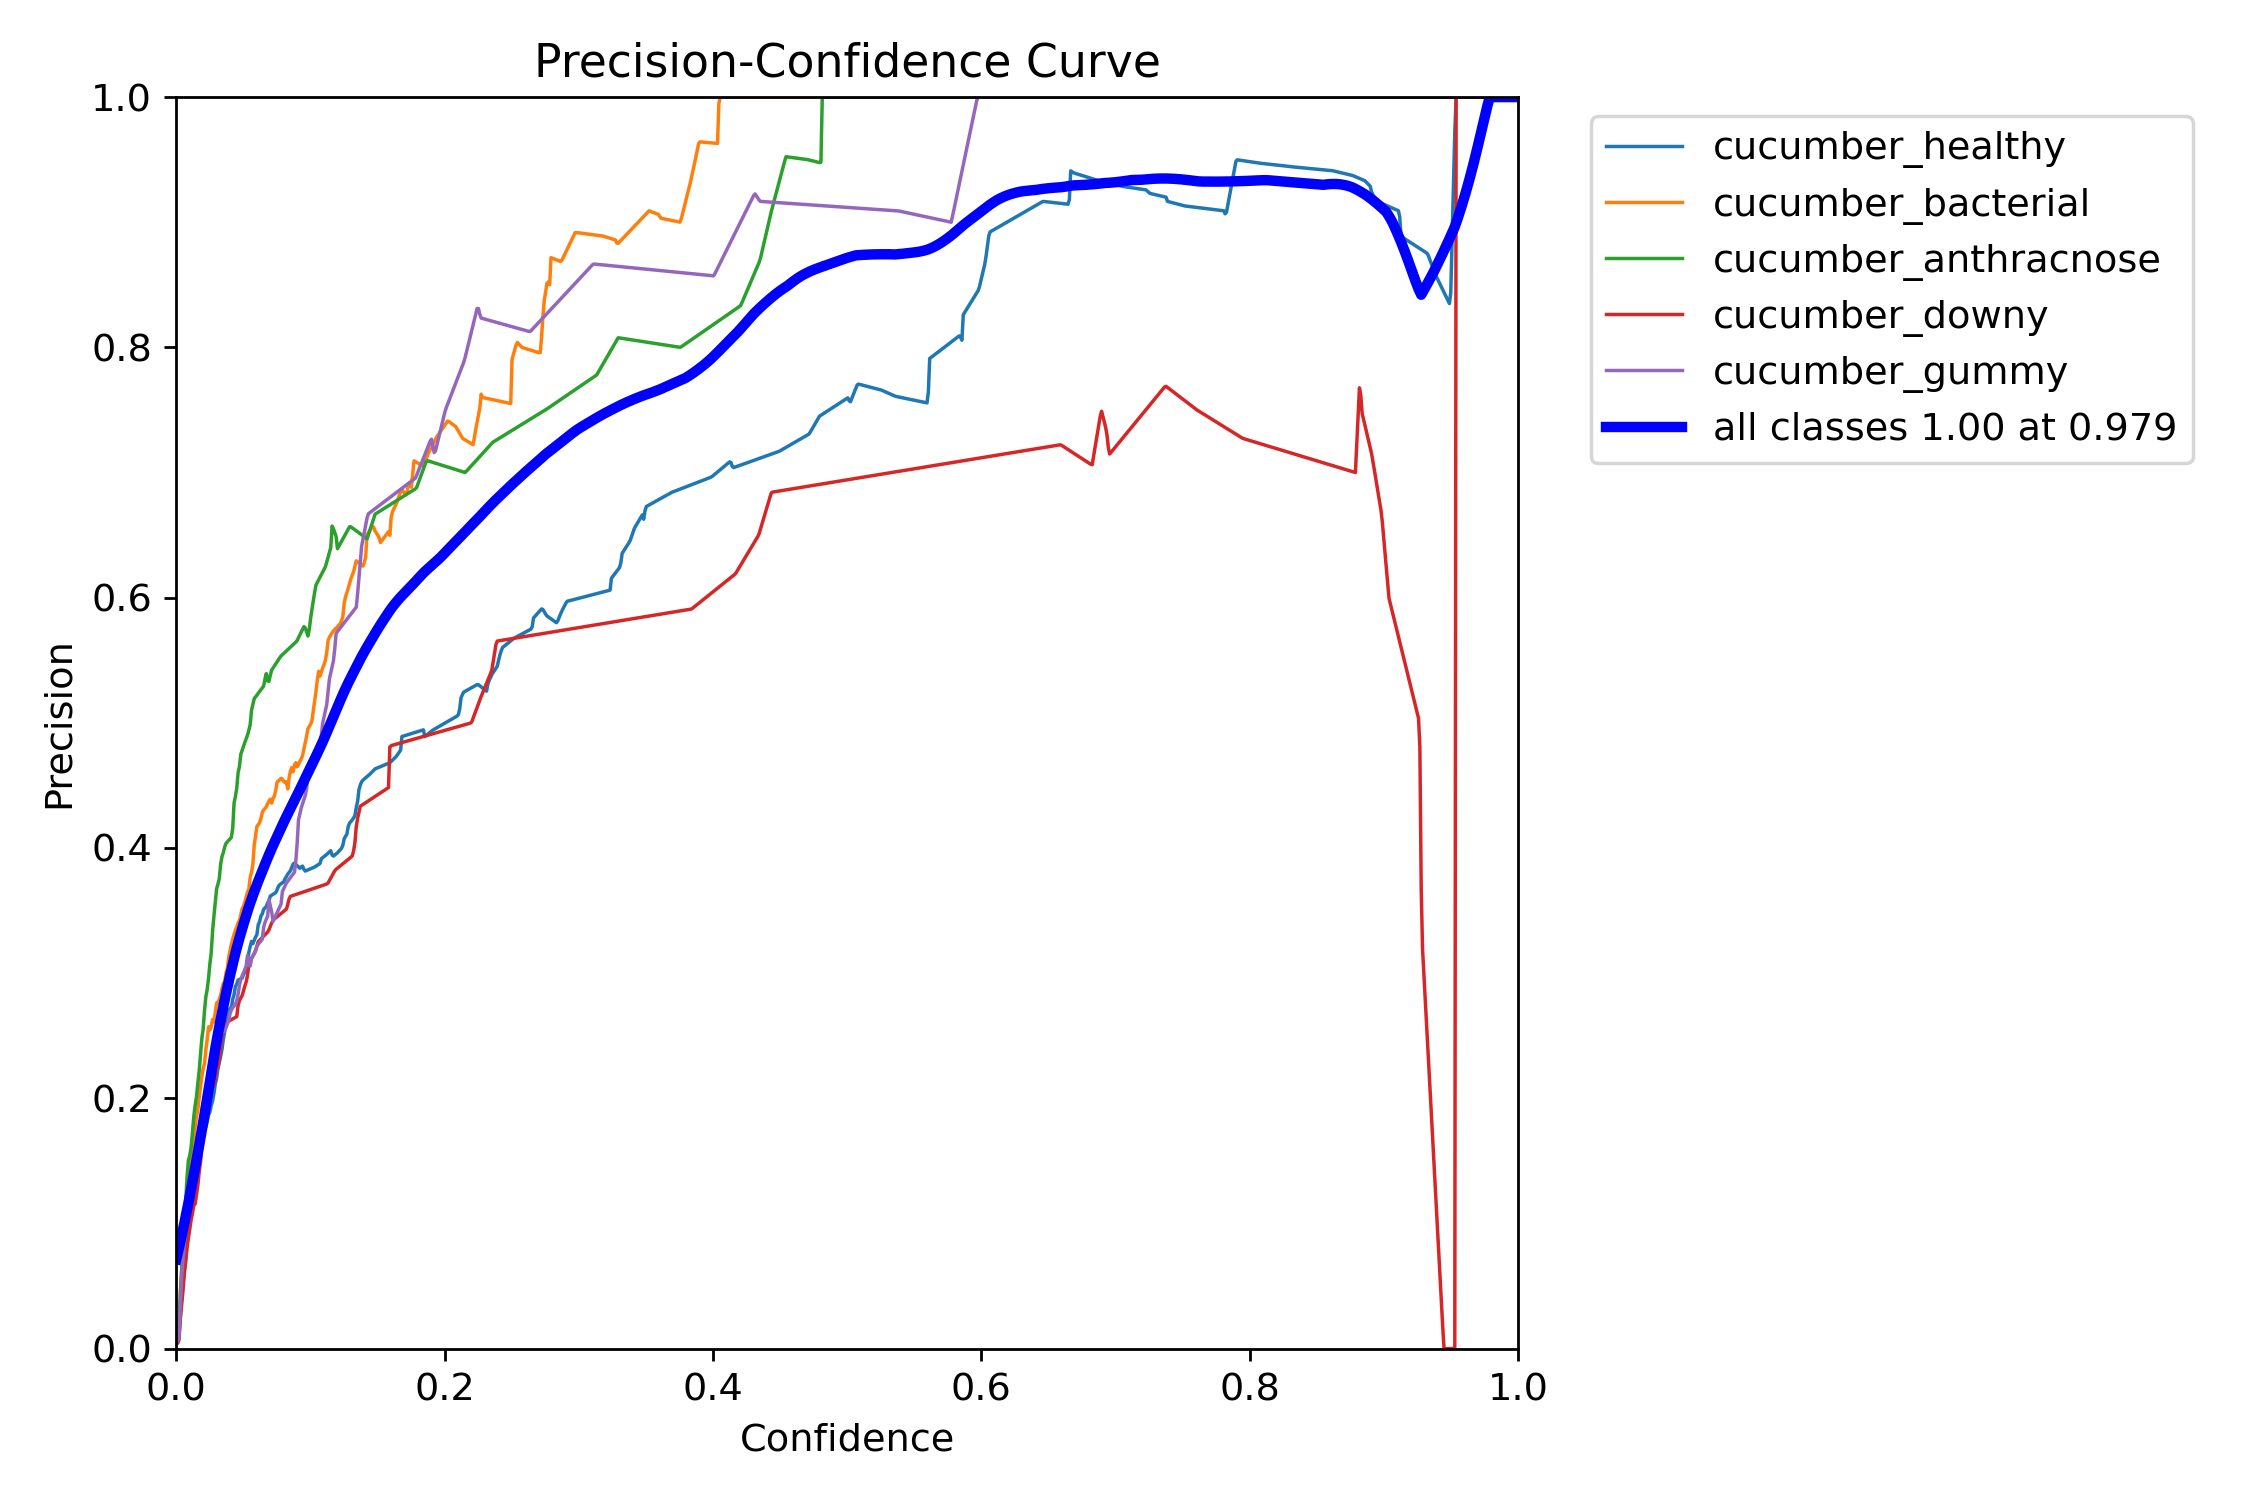 Precision-Confidence Curve
1.0
0.8
0.6
0.4
0.2
0.0
Precision
0.0 0.2 0.4 0.6 0.8 1.0
Confidence
cucumber_healthy
cucumber_bacterial
cucumber_anthracnose
cucumber_downy
cucumber_gummy
all classes 1.00 at 0.979